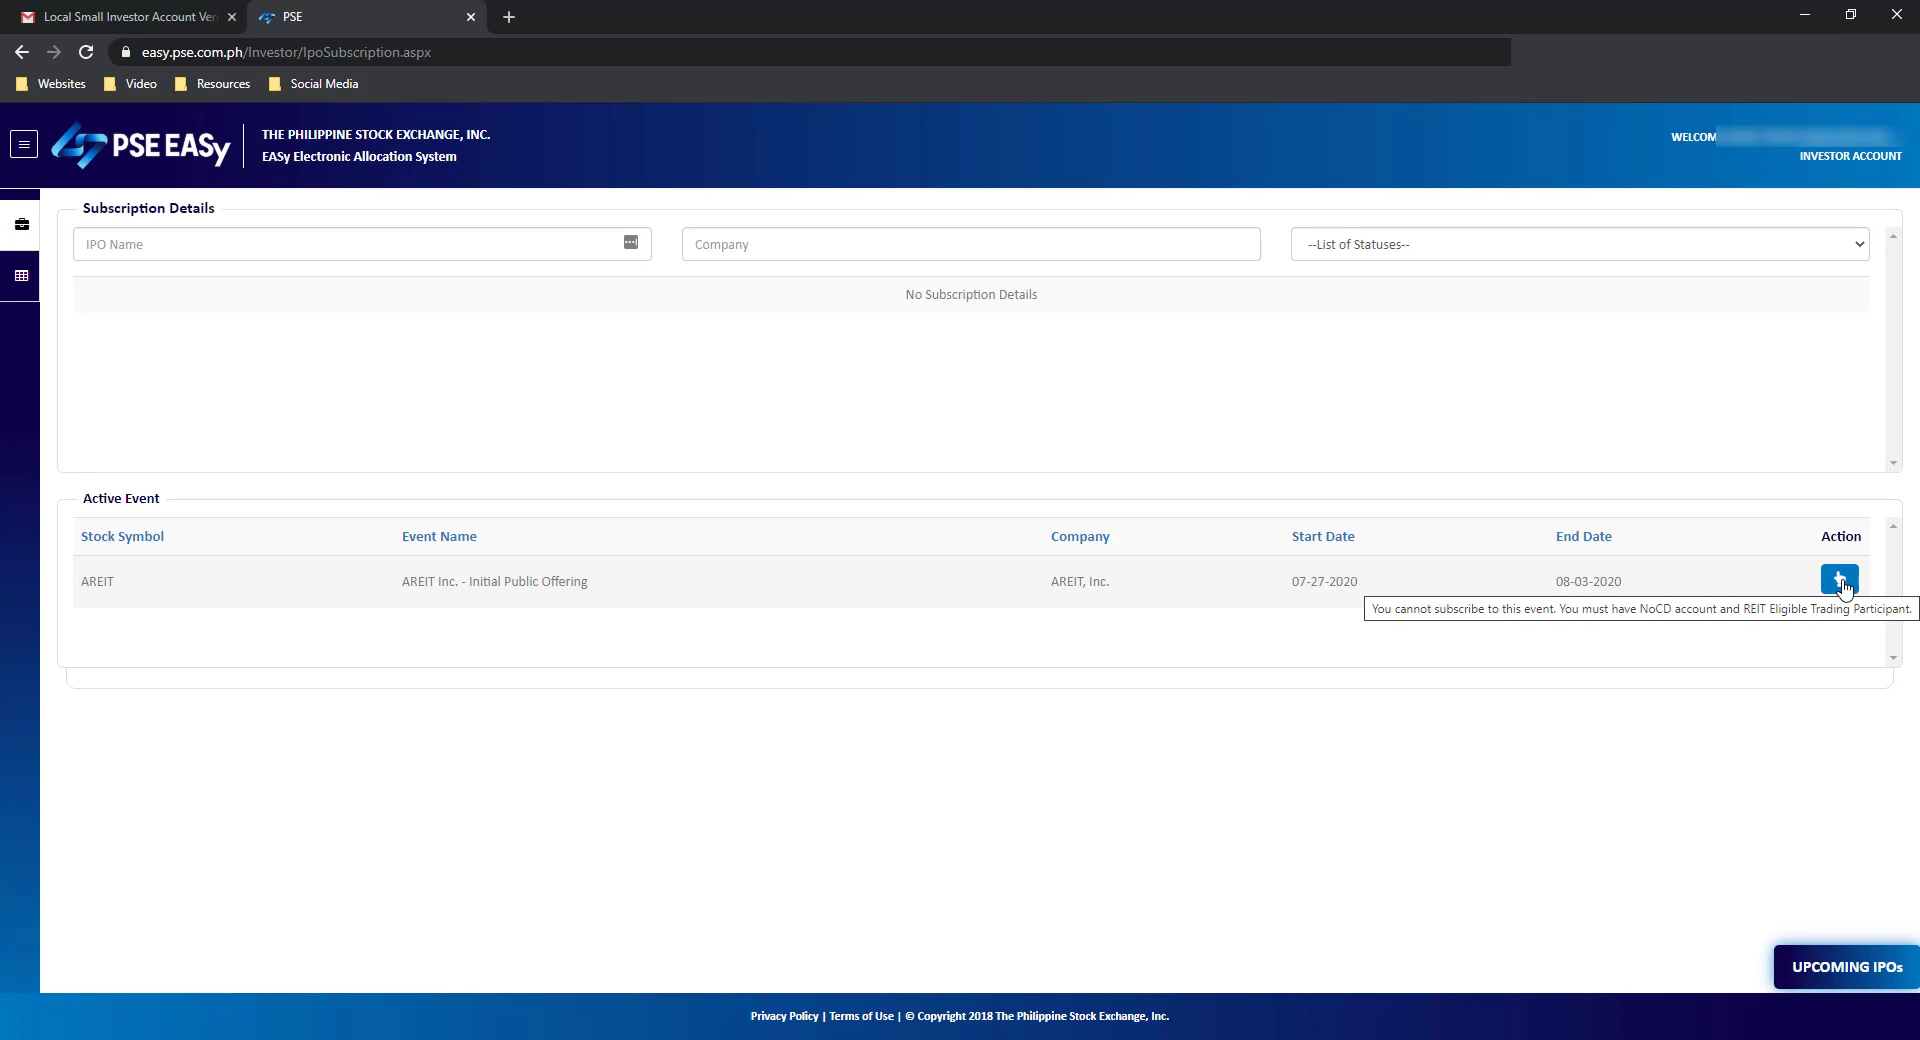 Local Small Investor Account Ver
PSE
easy.pse.com.ph/Investor/IpoSubscription.aspx
Websites
Video
Resources
Social Media
PSE EASy
THE PHILIPPINE STOCK EXCHANGE, INC.
EASy Electronic Allocation System
WELCOM
INVESTOR ACCOUNT
Subscription Details
IPO Name
Company
--List of Statuses--
No Subscription Details
Active Event
Stock Symbol Event Name Company Start Date End Date Action
AREIT AREIT Inc. - Initial Public Offering AREIT, Inc. 07-27-2020 08-03-2020
You cannot subscribe to this event. You must have NoCD account and REIT Eligible Trading Participant.
UPCOMING IPOs
Privacy Policy | Terms of Use | © Copyright 2018 The Philippine Stock Exchange, Inc.